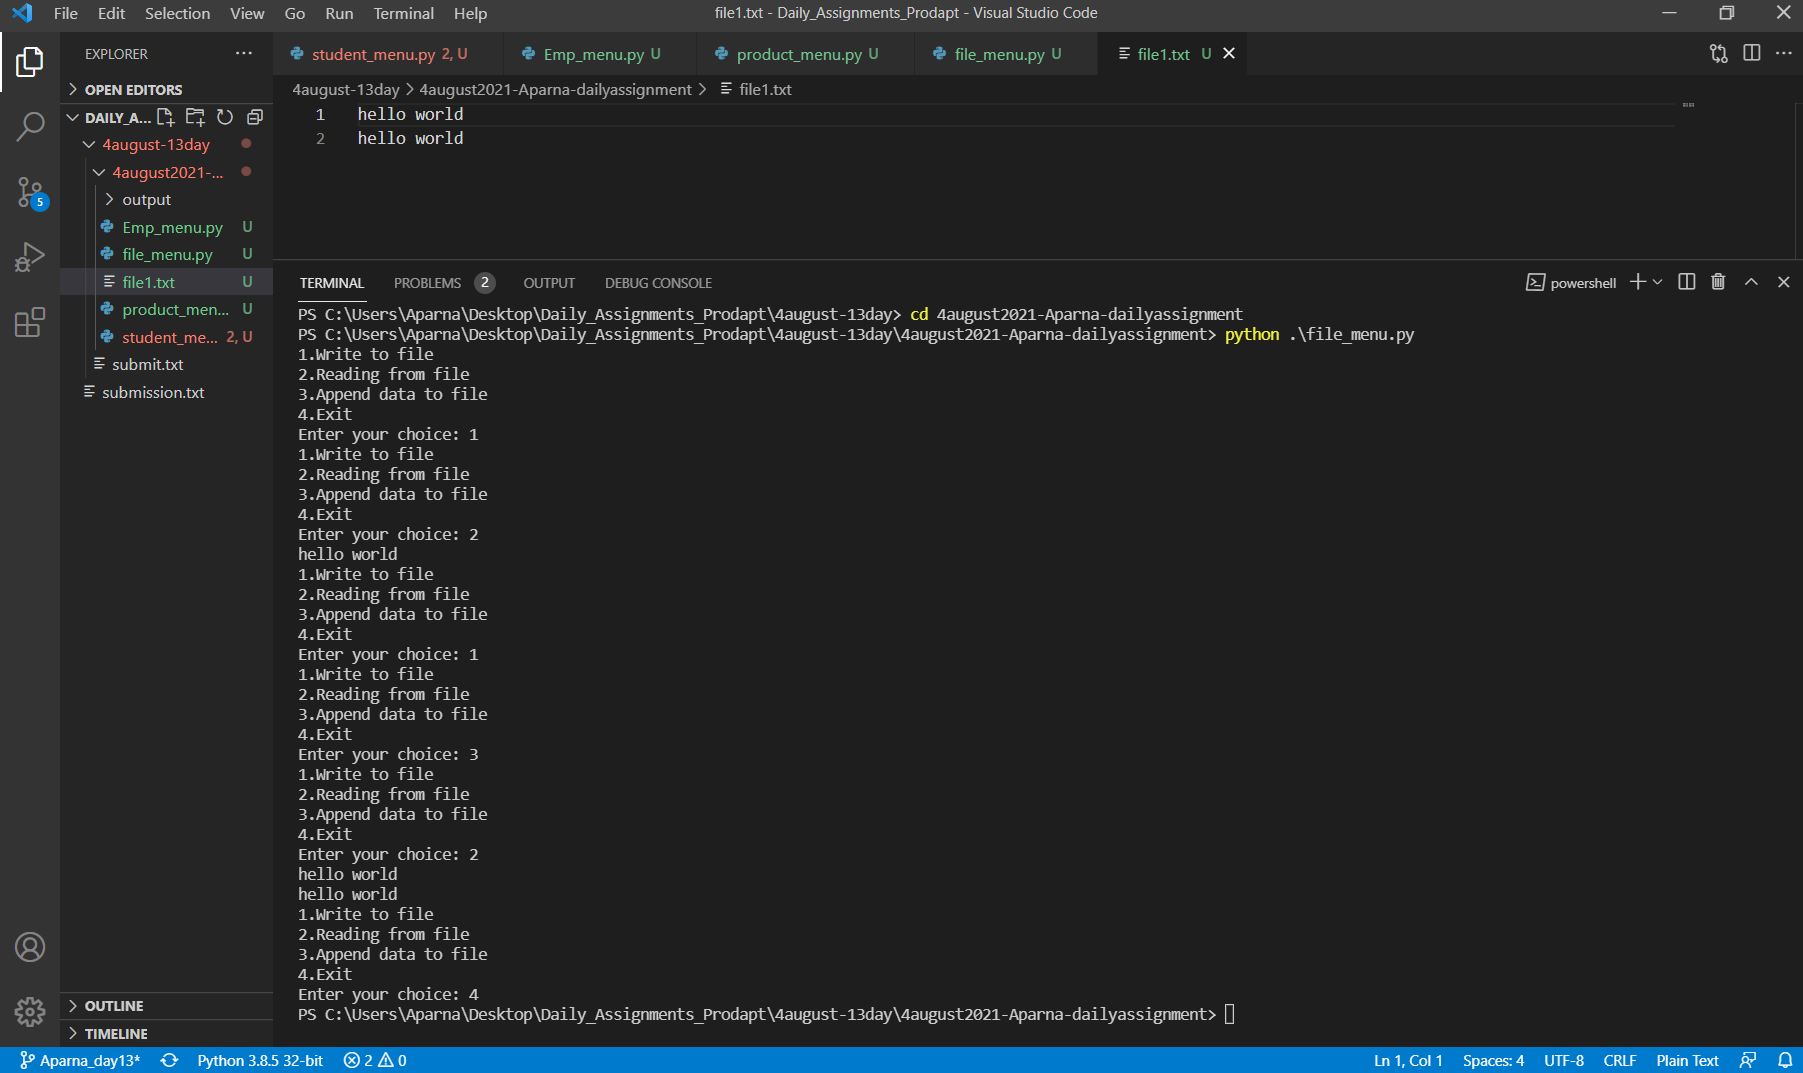 File Edit Selection View Go Run Terminal Help file1.txt - Daily_Assignments_Prodapt - Visual Studio Code
EXPLORER ···
student_menu.py 2, U Emp_menu.py U product_menu.py U file_menu.py U file1.txt U
OPEN EDITORS
DAILY_A...
4august-13day
4august2021-...
output
Emp_menu.py U
file_menu.py U
file1.txt U
product_men... U
student_me... 2, U
submit.txt
submission.txt
OUTLINE
TIMELINE
5
4august-13day > 4august2021-Aparna-dailyassignment > file1.txt
1 hello world
2 hello world
TERMINAL PROBLEMS 2 OUTPUT DEBUG CONSOLE powershell
PS C:\Users\Aparna\Desktop\Daily_Assignments_Prodapt\4august-13day> cd 4august2021-Aparna-dailyassignment
PS C:\Users\Aparna\Desktop\Daily_Assignments_Prodapt\4august-13day\4august2021-Aparna-dailyassignment> python .\file_menu.py
1.Write to file
2.Reading from file
3.Append data to file
4.Exit
Enter your choice: 1
1.Write to file
2.Reading from file
3.Append data to file
4.Exit
Enter your choice: 2
hello world
1.Write to file
2.Reading from file
3.Append data to file
4.Exit
Enter your choice: 1
1.Write to file
2.Reading from file
3.Append data to file
4.Exit
Enter your choice: 3
1.Write to file
2.Reading from file
3.Append data to file
4.Exit
Enter your choice: 2
hello world
hello world
1.Write to file
2.Reading from file
3.Append data to file
4.Exit
Enter your choice: 4
PS C:\Users\Aparna\Desktop\Daily_Assignments_Prodapt\4august-13day\4august2021-Aparna-dailyassignment>
Aparna_day13* Python 3.8.5 32-bit 2 0 Ln 1, Col 1 Spaces: 4 UTF-8 CRLF Plain Text